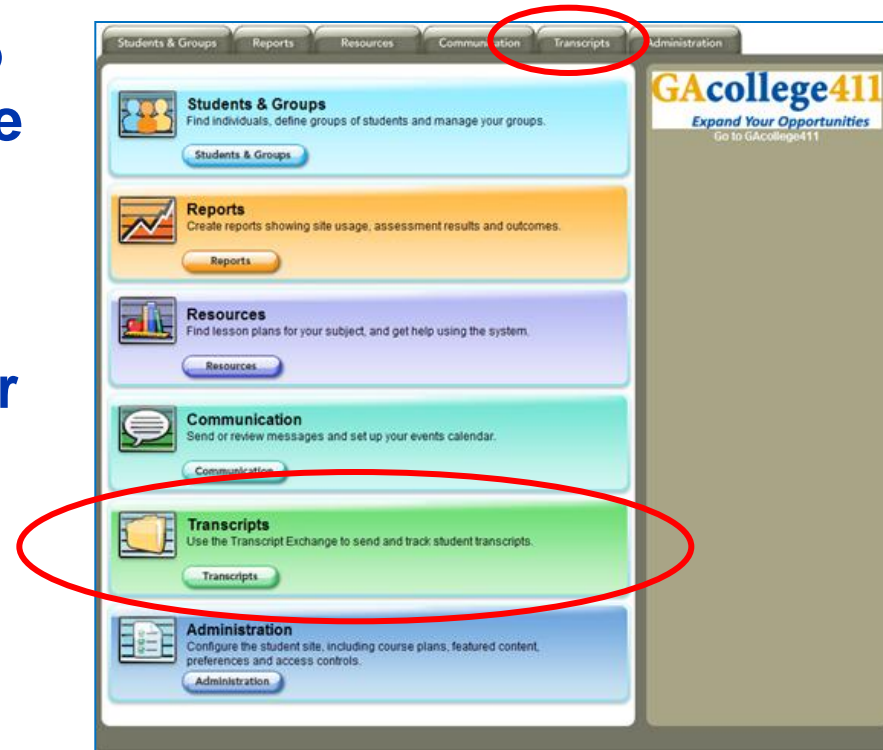 Students & Groups Reports Resources Communication Transcripts Administration
Students & Groups
Find individuals, define groups of students and manage your groups.
Students & Groups
Reports
Create reports showing site usage, assessment results and outcomes.
Reports
Resources
Find lesson plans for your subject, and get help using the system.
Resources
Communication
Send or review messages and set up your events calendar.
Communication
Transcripts
Use the Transcript Exchange to send and track student transcripts.
Transcripts
Administration
Configure the student site, including course plans, featured content,
preferences and access controls.
Administration
GAcollege411
Expand Your Opportunities
Go to GAcollege411